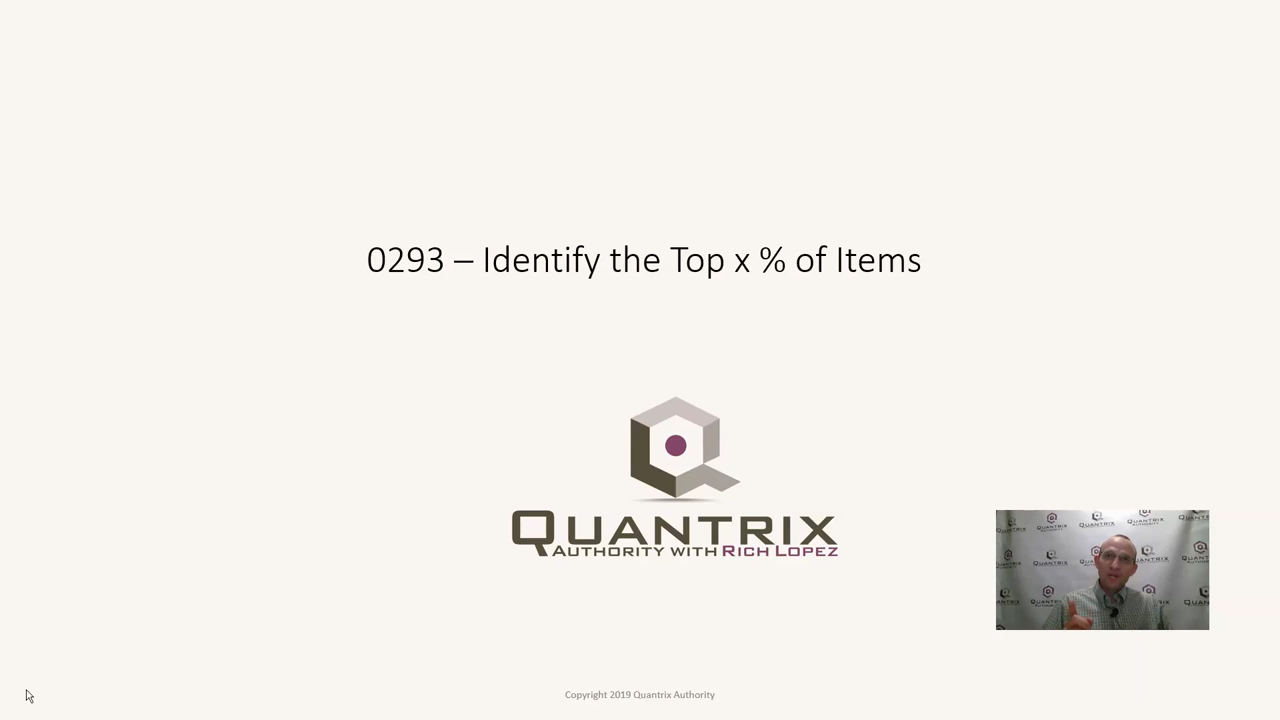 0293 – Identify the Top x % of Items
QUANTRIX
AUTHORITY WITH RICH LOPEZ
Copyright 2019 Quantrix Authority